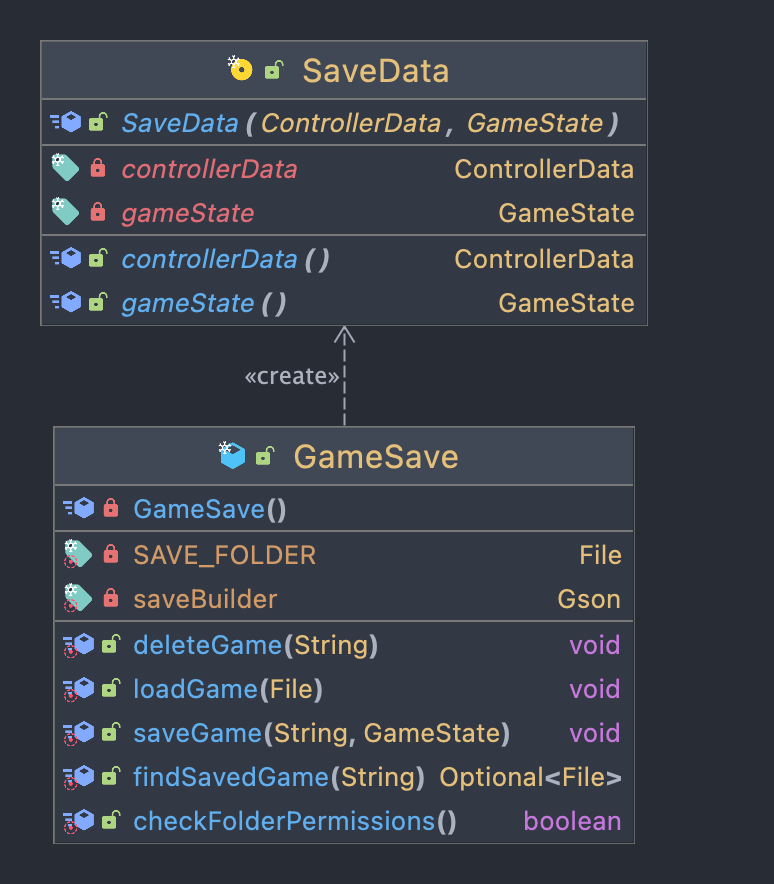 SaveData
SaveData(ControllerData, GameState)
controllerData ControllerData
gameState GameState
controllerData() ControllerData
gameState() GameState
«create»
GameSave
GameSave()
SAVE_FOLDER File
saveBuilder Gson
deleteGame(String) void
loadGame(File) void
saveGame(String, GameState) void
findSavedGame(String) Optional<File>
checkFolderPermissions() boolean